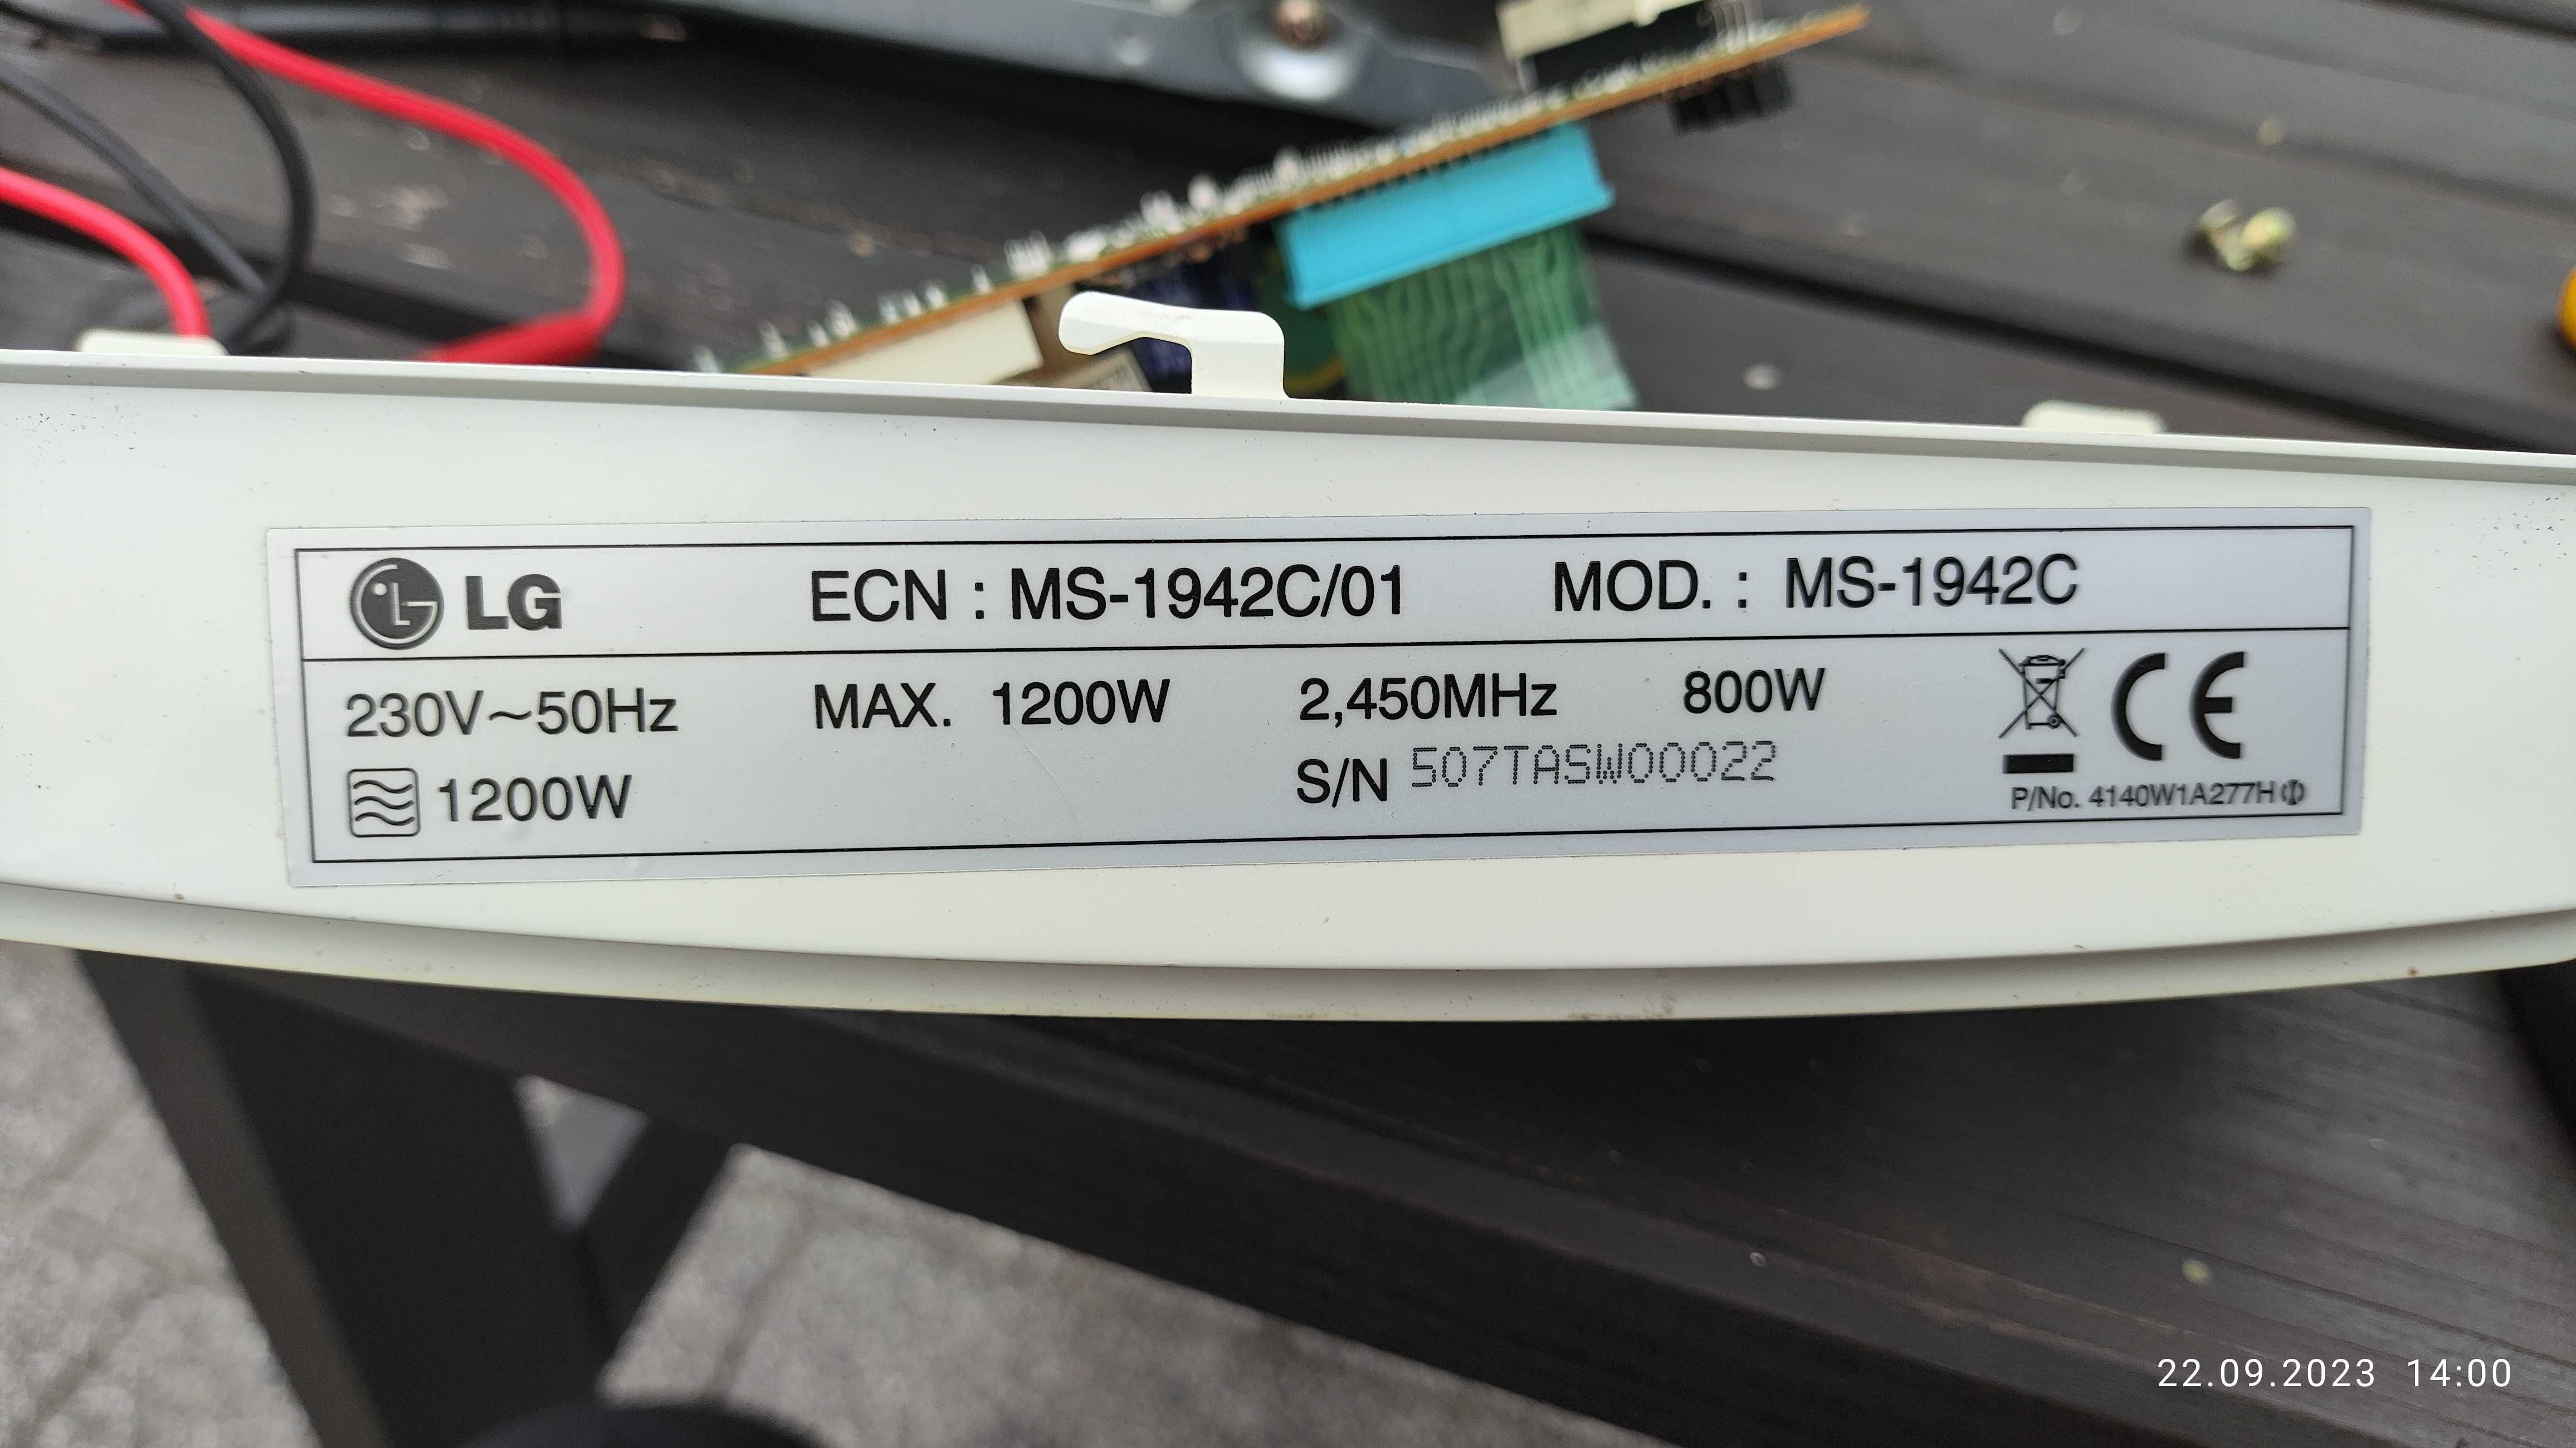 LG ECN : MS-1942C/01 MOD. : MS-1942C
230V~50Hz MAX. 1200W 2,450MHz 800W
1200W S/N 507TASW00022
CE
P/No. 4140W1A277H
22.09.2023 14:00